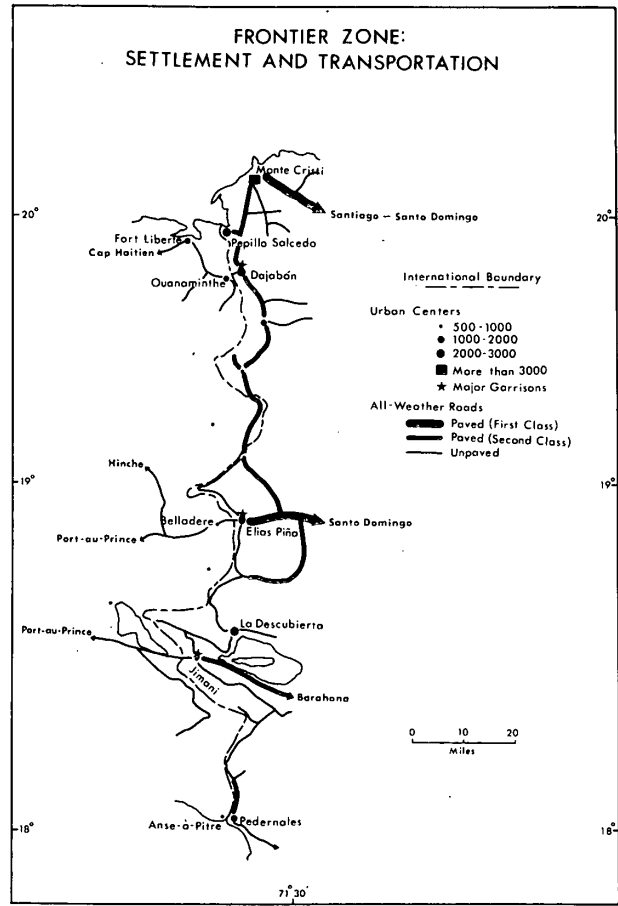 FRONTIER ZONE:
SETTLEMENT AND TRANSPORTATION
Monte Cristi
20°
20°
Santiago - Santo Domingo
Fort Liberté
Pepillo Salcedo
Cap Haitien
Ouanaminthe
Dajabón
International Boundary
Urban Centers
500-1000
1000-2000
2000-3000
More than 3000
Major Garrisons
All-Weather Roads
Paved (First Class)
Paved (Second Class)
Unpaved
Hinche
19°
19°
Belladere
Elias Piña
Santo Domingo
Port-au-Prince
La Descubierta
Port-au-Prince
Jimani
Barahona
0 10 20
Miles
Anse-à-Pitre
Pedernales
18°
18°
71°30'